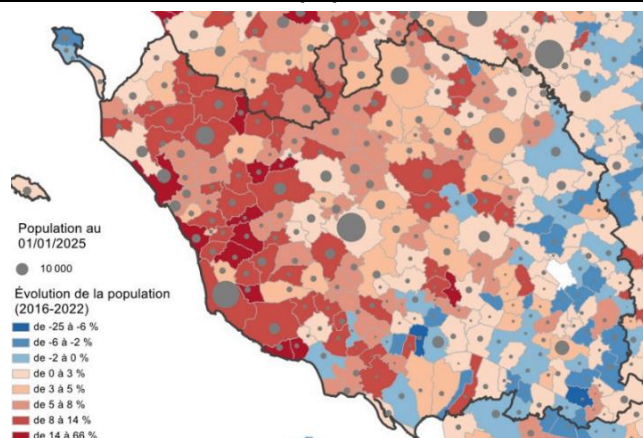 Population au
01/01/2025
10 000
Évolution de la population
(2016-2022)
de -25 à -6 %
de -6 à -2 %
de -2 à 0 %
de 0 à 3 %
de 3 à 5 %
de 5 à 8 %
de 8 à 14 %
de 14 à 66 %